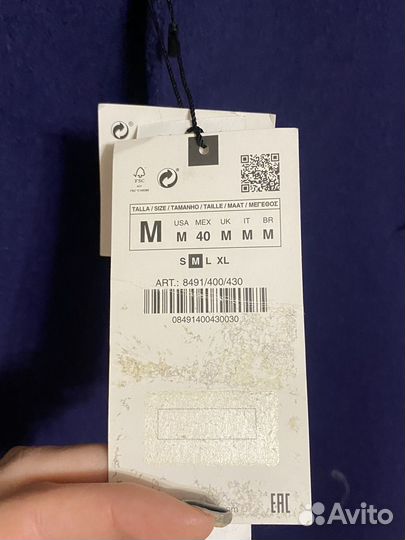 FSC
TALLA / SIZE / TAMANHO / TAILLE / MAAT / ΜΕΓΕΘΟΣ
M
USA MEX UK IT BR
M 40 M M M
S M L XL
ART.: 8491/400/430
08491400430030
EAC
Avito